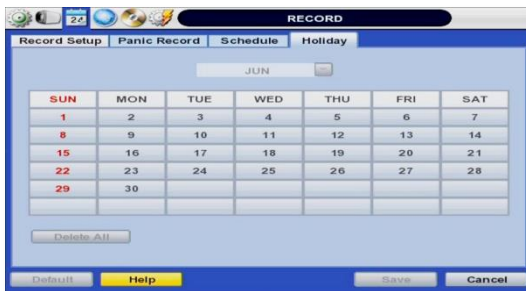 24 RECORD
Record Setup Panic Record Schedule Holiday
JUN
SUN MON TUE WED THU FRI SAT
1 2 3 4 5 6 7
8 9 10 11 12 13 14
15 16 17 18 19 20 21
22 23 24 25 26 27 28
29 30
Delete All
Default Help Save Cancel